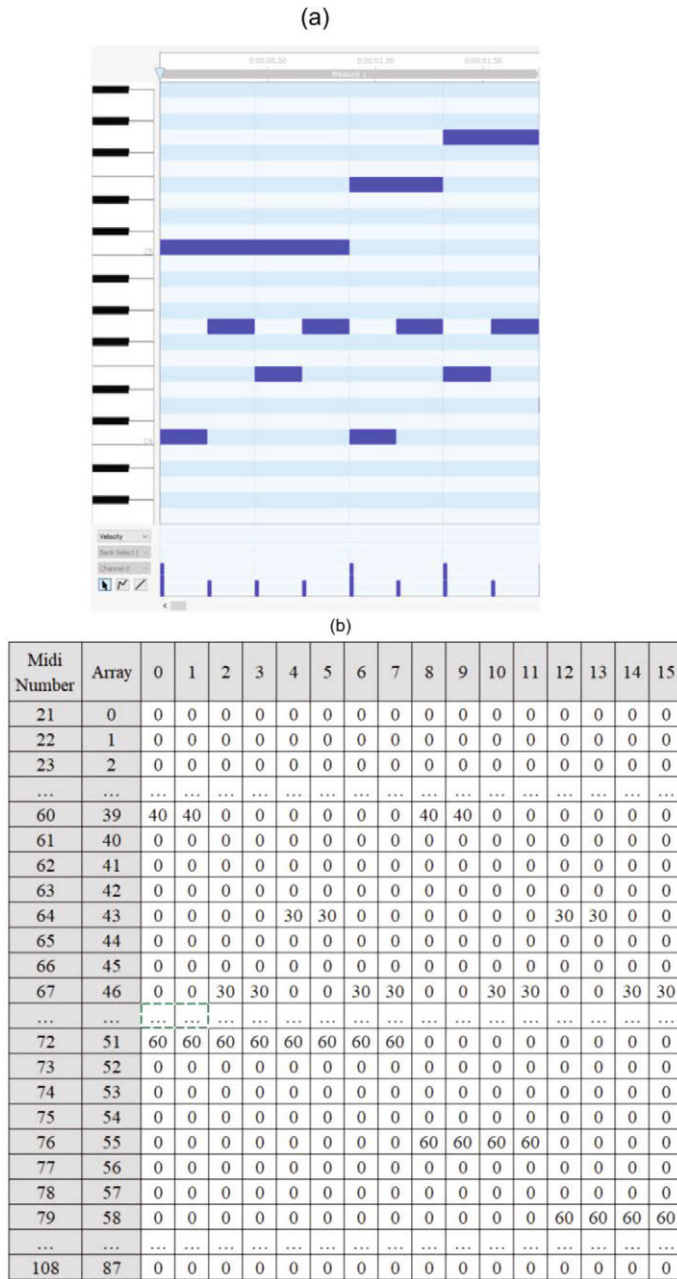 (a)
0:00:00.50 0:00:01.00 0:00:01.50
Measure 1
C5
C4
Velocity
Bank Select [
Channel 0
(b)
Midi Number Array 0 1 2 3 4 5 6 7 8 9 10 11 12 13 14 15
21 0 0 0 0 0 0 0 0 0 0 0 0 0 0 0 0 0
22 1 0 0 0 0 0 0 0 0 0 0 0 0 0 0 0 0
23 2 0 0 0 0 0 0 0 0 0 0 0 0 0 0 0 0
... ... ... ... ... ... ... ... ... ... ... ... ... ... ... ... ... ...
60 39 40 40 0 0 0 0 0 0 40 40 0 0 0 0 0 0
61 40 0 0 0 0 0 0 0 0 0 0 0 0 0 0 0 0
62 41 0 0 0 0 0 0 0 0 0 0 0 0 0 0 0 0
63 42 0 0 0 0 0 0 0 0 0 0 0 0 0 0 0 0
64 43 0 0 0 0 30 30 0 0 0 0 0 0 30 30 0 0
65 44 0 0 0 0 0 0 0 0 0 0 0 0 0 0 0 0
66 45 0 0 0 0 0 0 0 0 0 0 0 0 0 0 0 0
67 46 0 0 30 30 0 0 30 30 0 0 30 30 0 0 30 30
... ... ... ... ... ... ... ... ... ... ... ... ... ... ... ... ... ...
72 51 60 60 60 60 60 60 60 60 0 0 0 0 0 0 0 0
73 52 0 0 0 0 0 0 0 0 0 0 0 0 0 0 0 0
74 53 0 0 0 0 0 0 0 0 0 0 0 0 0 0 0 0
75 54 0 0 0 0 0 0 0 0 0 0 0 0 0 0 0 0
76 55 0 0 0 0 0 0 0 0 60 60 60 60 0 0 0 0
77 56 0 0 0 0 0 0 0 0 0 0 0 0 0 0 0 0
78 57 0 0 0 0 0 0 0 0 0 0 0 0 0 0 0 0
79 58 0 0 0 0 0 0 0 0 0 0 0 0 60 60 60 60
... ... ... ... ... ... ... ... ... ... ... ... ... ... ... ... ... ...
108 87 0 0 0 0 0 0 0 0 0 0 0 0 0 0 0 0